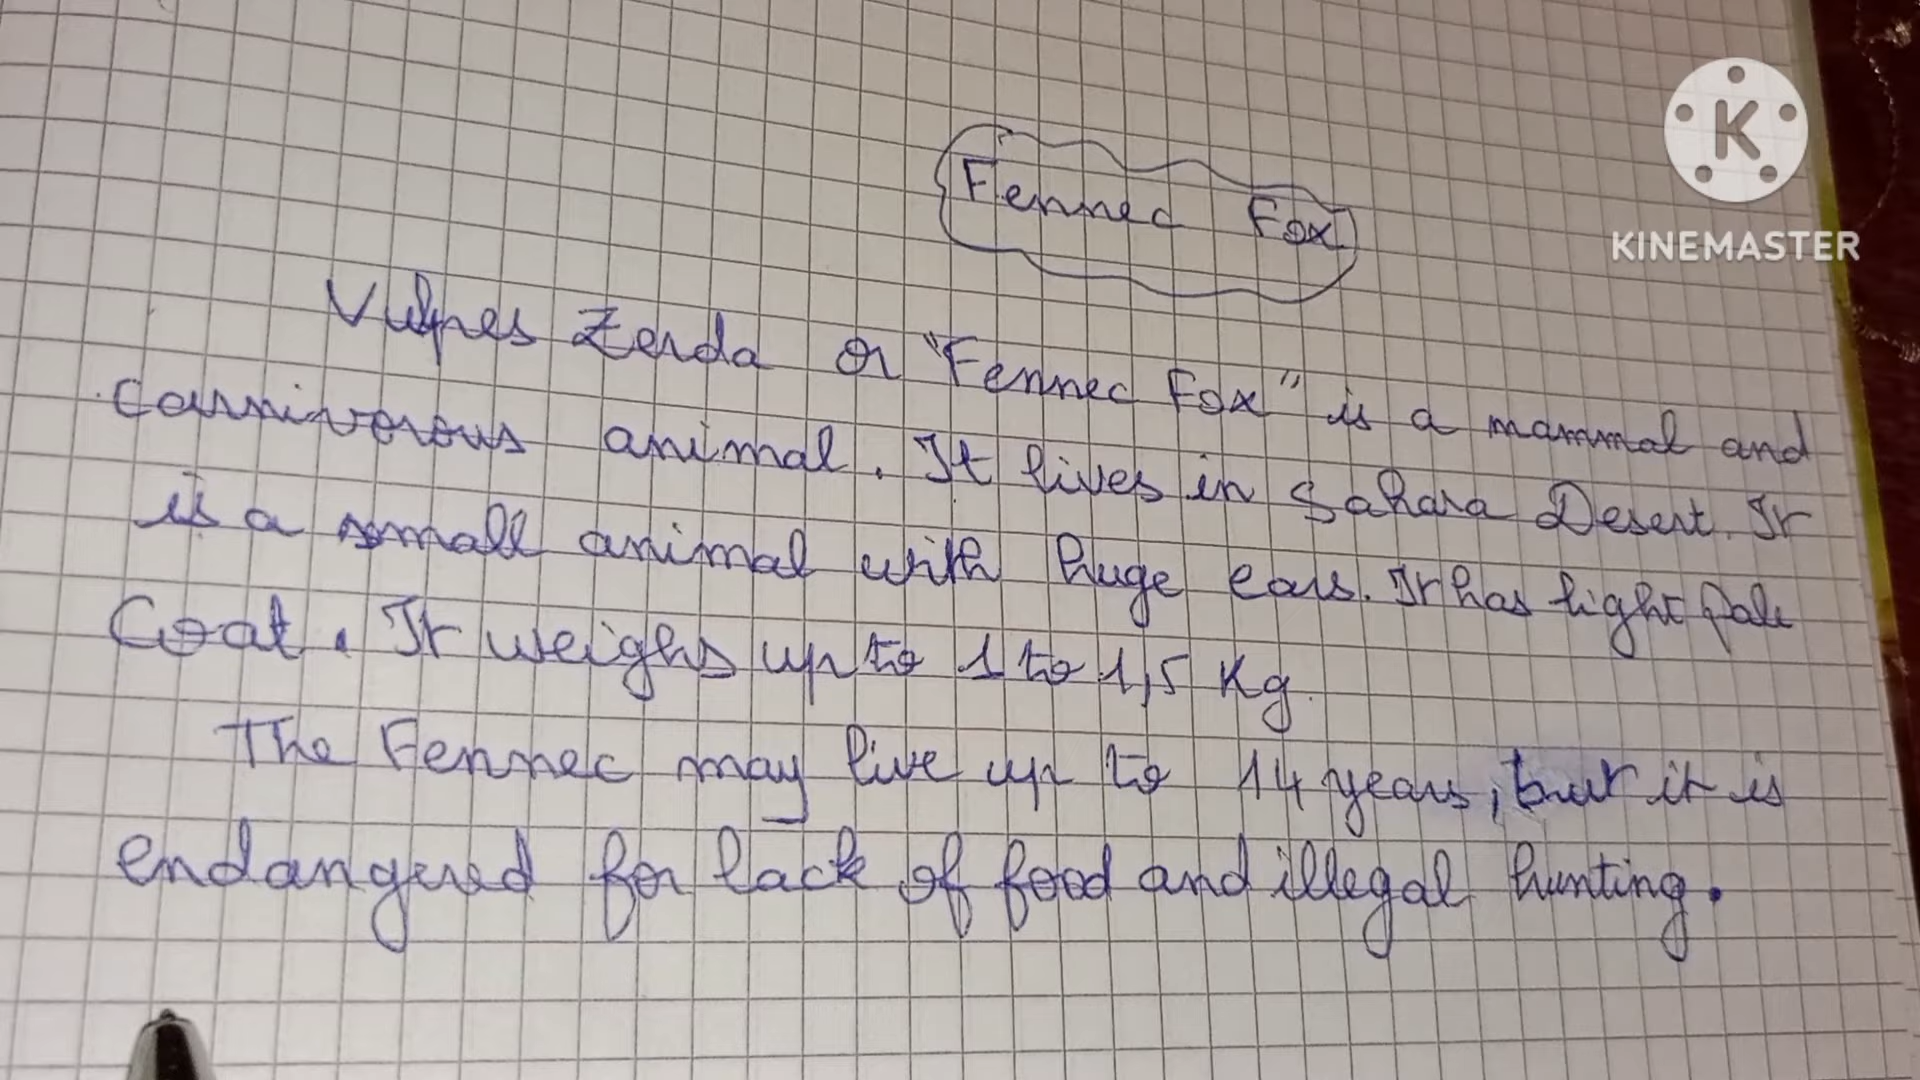 Fennec Fox
KINEMASTER
Vulpes Zerda or "Fennec Fox" is a mammal and
carnivorous animal. It lives in Sahara Desert. It
is a small animal with huge ears. It has light pale
Coat. It weighs up to 1 to 1,5 Kg.
The Fennec may live up to 14 years, but it is
endangered for lack of food and illegal hunting.